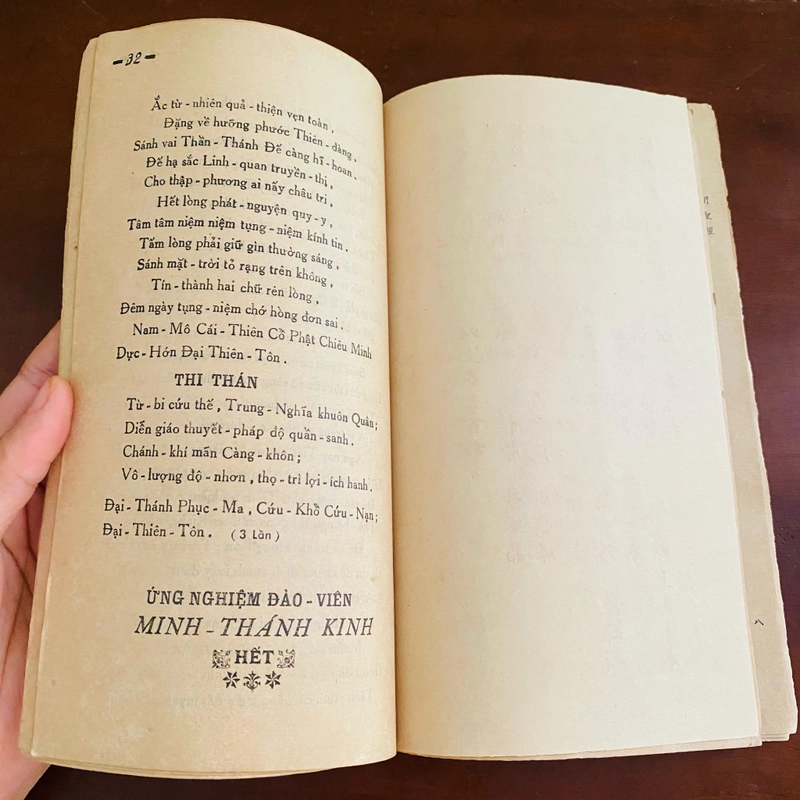 -32-
Ắc từ - nhiên quả - thiện vẹn toàn,
Đặng về hưỡng phước Thiên - dàng,
Sánh vai Thần - Thánh Đế càng hĩ - hoan.
Đế hạ sắc Linh - quan truyền - thị,
Cho thập - phương ai nấy châu tri,
Hết lòng phát - nguyện quy - y,
Tâm tâm niệm niệm tụng - niệm kính tin.
Tấm lòng phải giữ gìn thường sáng,
Sánh mặt - trời tỏ rạng trên không,
Tín - thành hai chữ rèn lòng,
Đêm ngày tụng - niệm chớ hòng đơn sai.
Nam - Mô Cái - Thiên Cổ Phật Chiêu Minh
Dực - Hớn Đại Thiên - Tôn.
THI THÁN
Từ - bi cứu thế, Trung - Nghĩa khuôn Quân;
Diễn giáo thuyết - pháp độ quần - sanh.
Chánh - khí mãn Càng - khôn;
Vô - lượng độ - nhơn, thọ - trì lợi - ích hanh.
Đại - Thánh Phục - Ma, Cứu - Khổ Cứu - Nạn;
Đại - Thiên - Tôn. (3 Lần)
ỨNG NGHIỆM ĐÀO - VIÊN
MINH - THÁNH KINH
HẾT